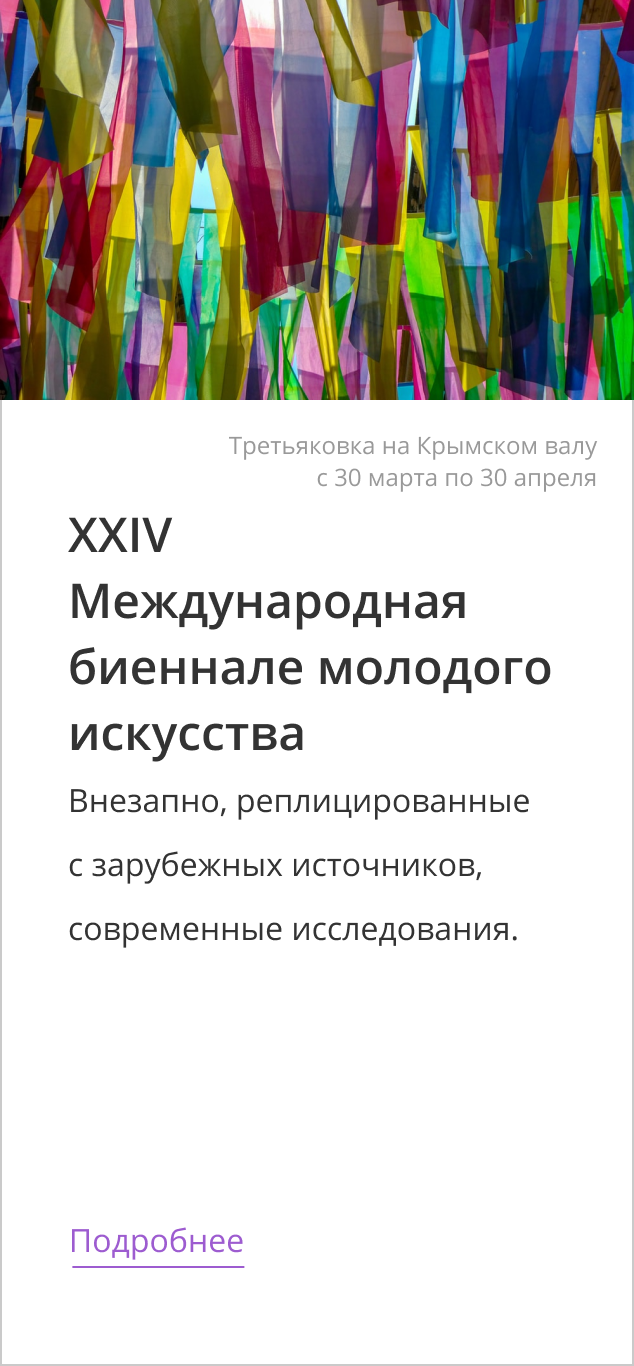 Третьяковка на Крымском валу
с 30 марта по 30 апреля
XXIV
Международная
биеннале молодого
искусства
Внезапно, реплицированные
с зарубежных источников,
современные исследования.
Подробнее